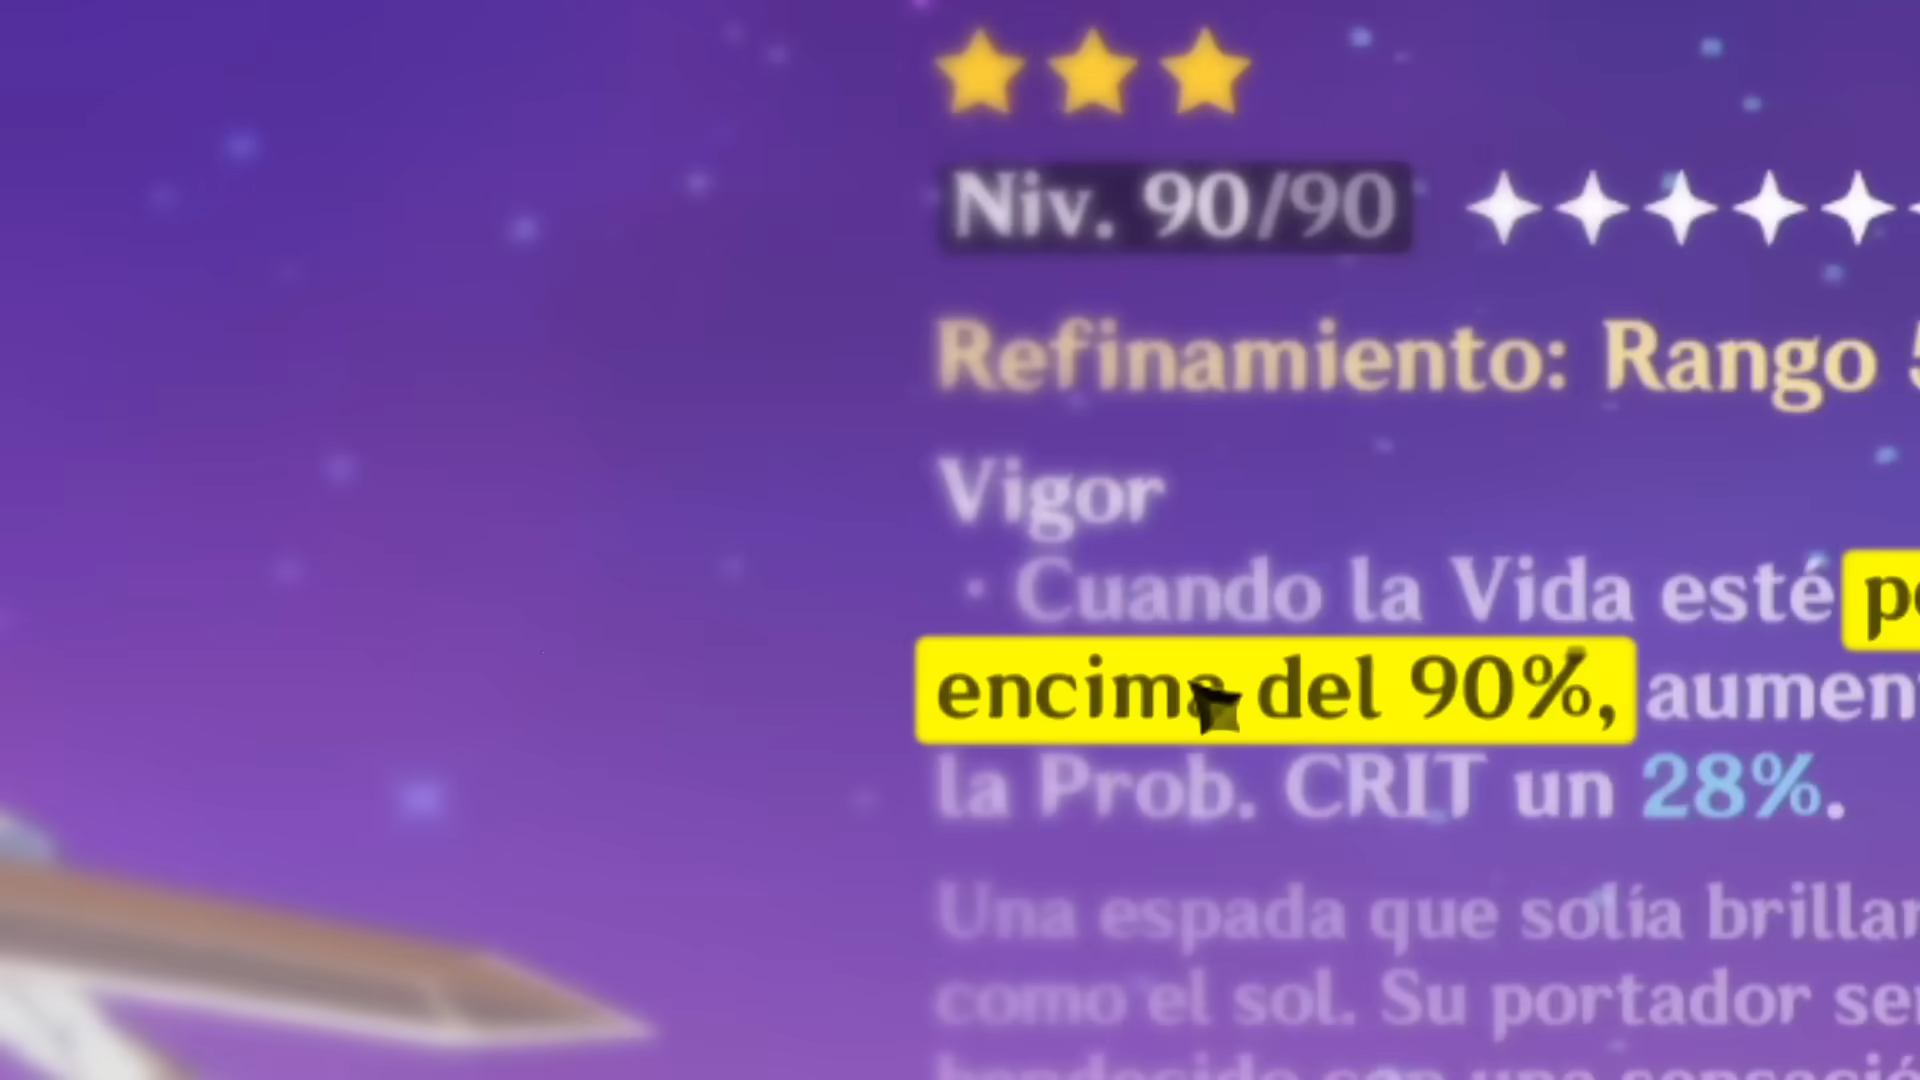 Niv. 90/90
Refinamiento: Rango 5
Vigor
· Cuando la Vida esté
encima del 90%,
la Prob. CRIT un 28%.
Una espada que solía
como el sol. Su portador